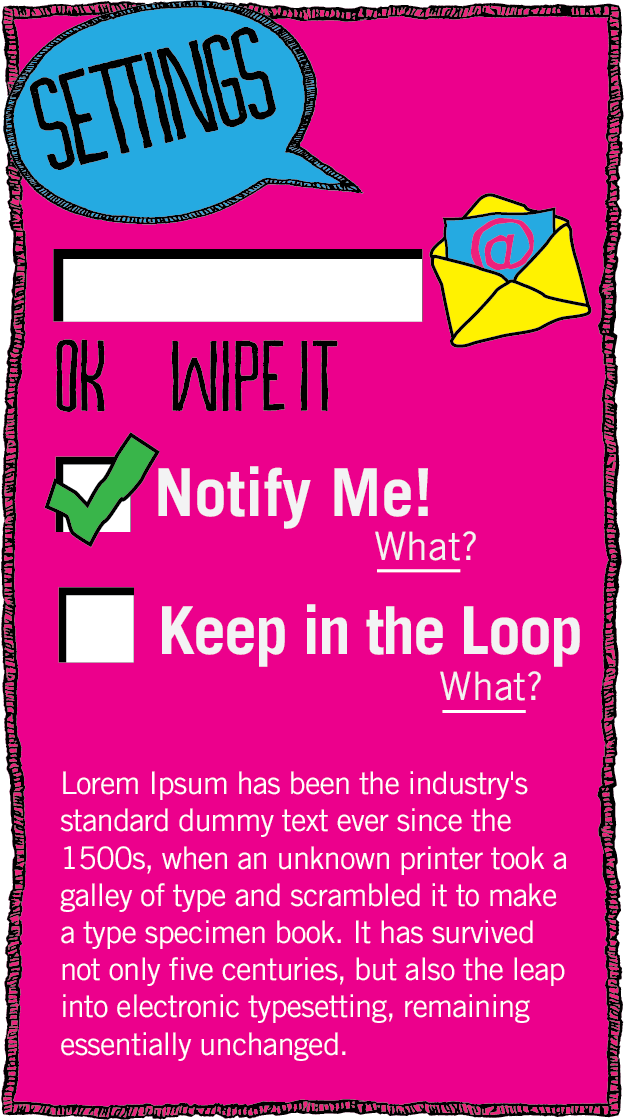 SETTINGS
@
OK WIPE IT
Notify Me!
What?
Keep in the Loop
What?
Lorem Ipsum has been the industry's
standard dummy text ever since the
1500s, when an unknown printer took a
galley of type and scrambled it to make
a type specimen book. It has survived
not only five centuries, but also the leap
into electronic typesetting, remaining
essentially unchanged.